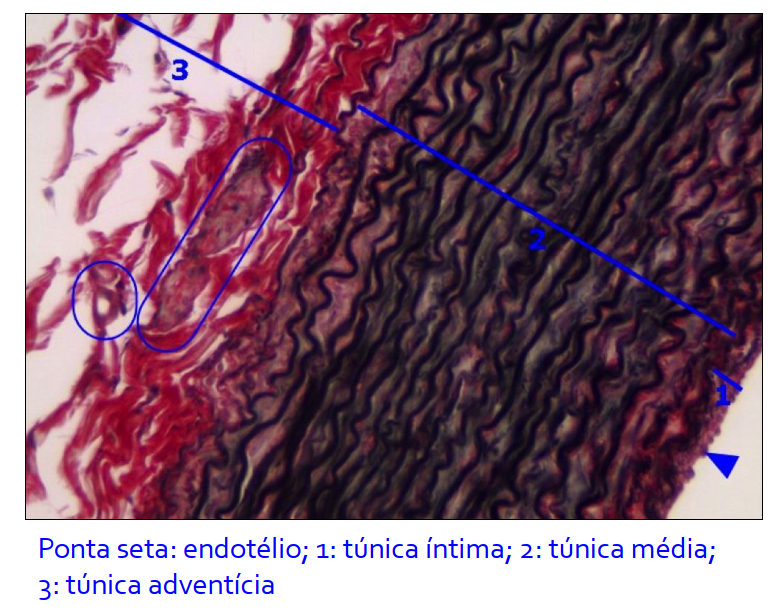 3
2
1
Ponta seta: endotélio; 1: túnica íntima; 2: túnica média;
3: túnica adventícia